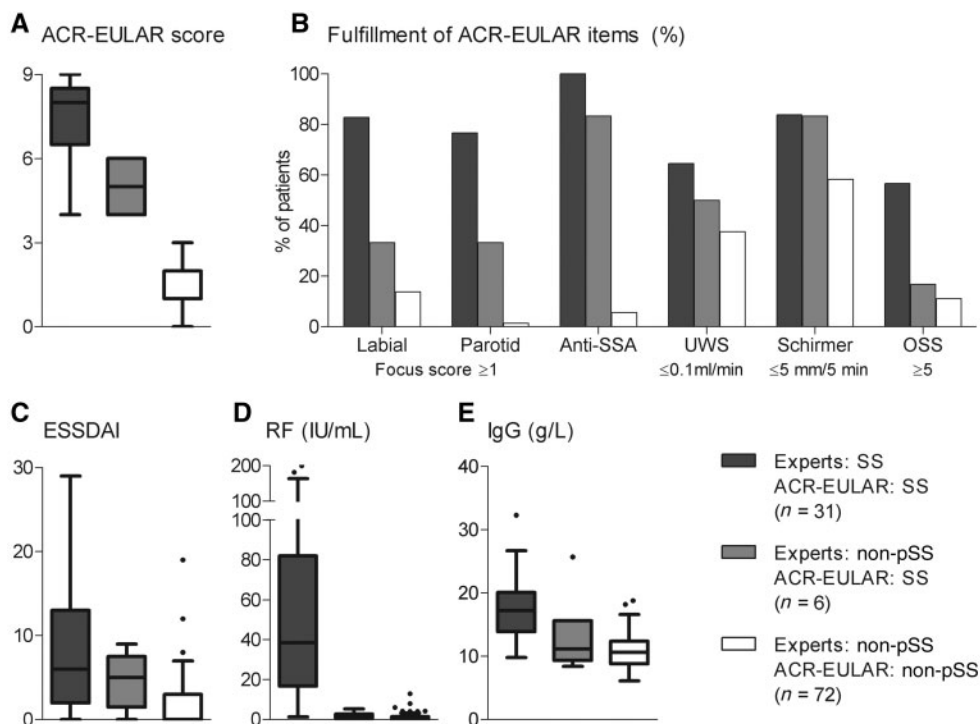 A ACR-EULAR score
9
6
3
0
B Fulfillment of ACR-EULAR items (%)
% of patients
100
80
60
40
20
0
Labial Parotid Anti-SSA UWS Schirmer OSS
Focus score ≥1 ≤0.1ml/min ≤5 mm/5 min ≥5
C ESSDAI
30
20
10
0
D RF (IU/mL)
200
100
100
80
60
40
20
0
E IgG (g/L)
40
30
20
10
0
Experts: SS
ACR-EULAR: SS
(n = 31)
Experts: non-pSS
ACR-EULAR: SS
(n = 6)
Experts: non-pSS
ACR-EULAR: non-pSS
(n = 72)